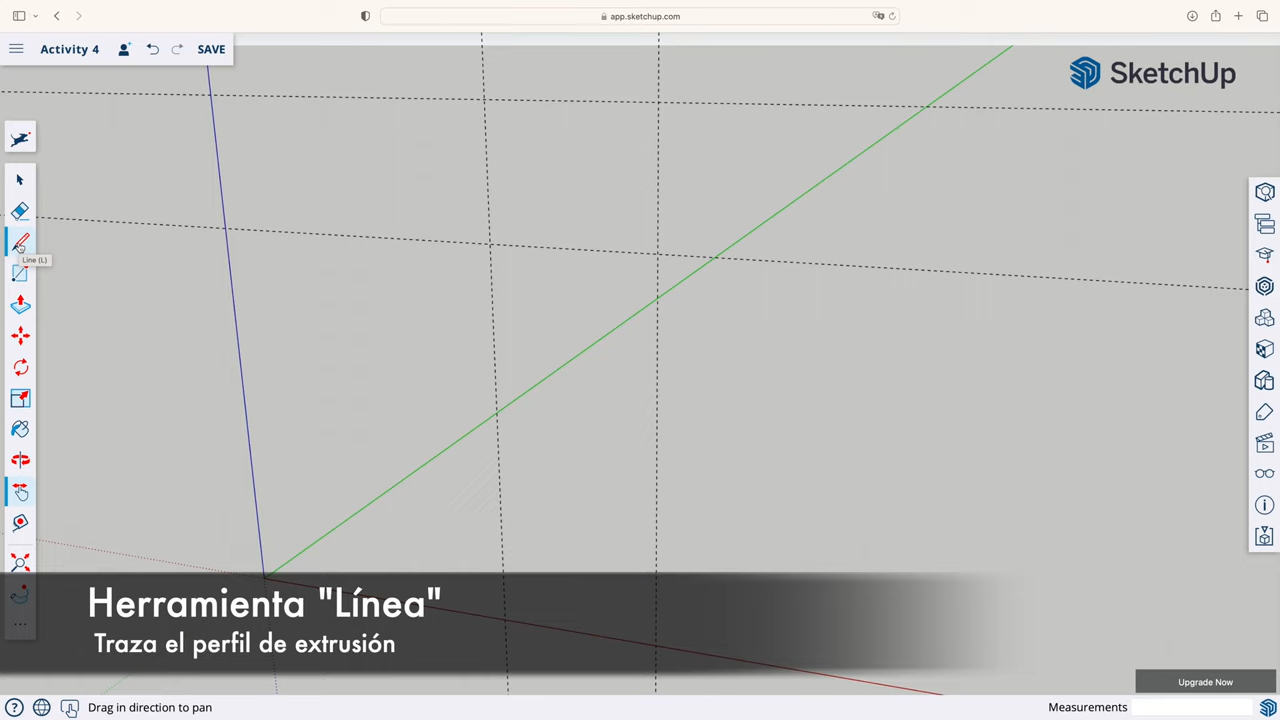 app.sketchup.com
Activity 4
SAVE
SketchUp
Line (L)
Herramienta "Línea"
Traza el perfil de extrusión
Upgrade Now
Drag in direction to pan
Measurements